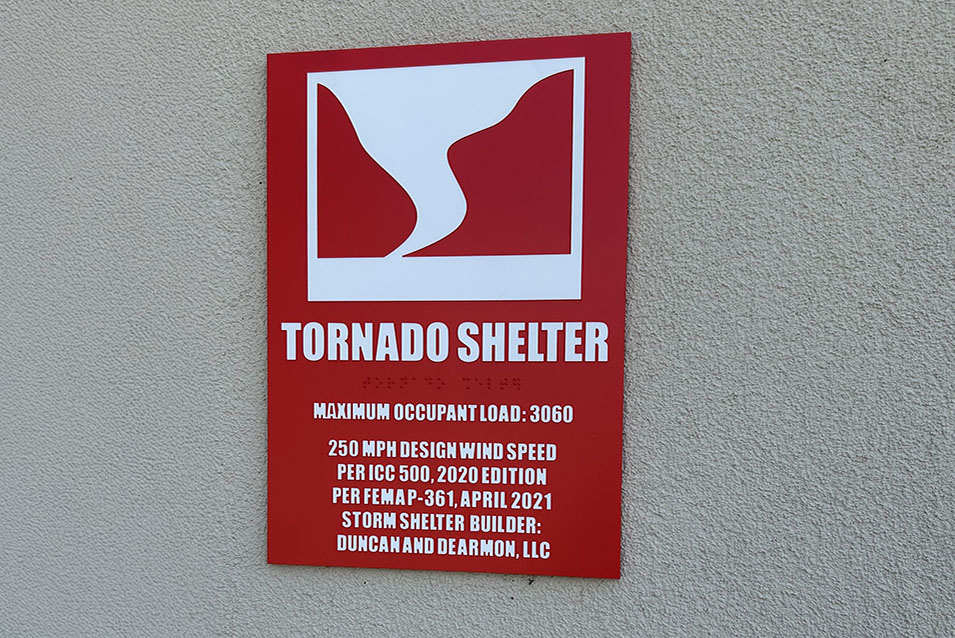 TORNADO SHELTER
MAXIMUM OCCUPANT LOAD: 3060
250 MPH DESIGN WIND SPEED
PER ICC 500, 2020 EDITION
PER FEMA P-361, APRIL 2021
STORM SHELTER BUILDER:
DUNCAN AND DEARMON, LLC